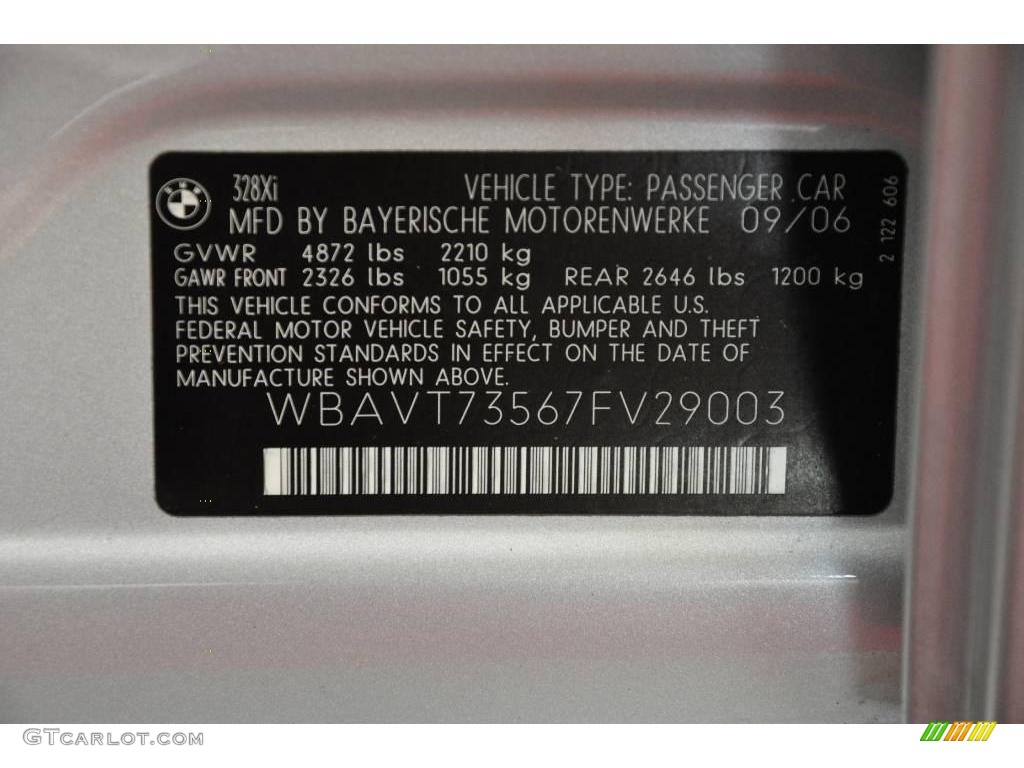 BMW
328Xi VEHICLE TYPE: PASSENGER CAR
MFD BY BAYERISCHE MOTORENWERKE 09/06
GVWR 4872 lbs 2210 kg
GAWR FRONT 2326 lbs 1055 kg REAR 2646 lbs 1200 kg
THIS VEHICLE CONFORMS TO ALL APPLICABLE U.S.
FEDERAL MOTOR VEHICLE SAFETY, BUMPER AND THEFT
PREVENTION STANDARDS IN EFFECT ON THE DATE OF
MANUFACTURE SHOWN ABOVE.
WBAVT73567FV29003
2 122 606
GTCARLOT.COM